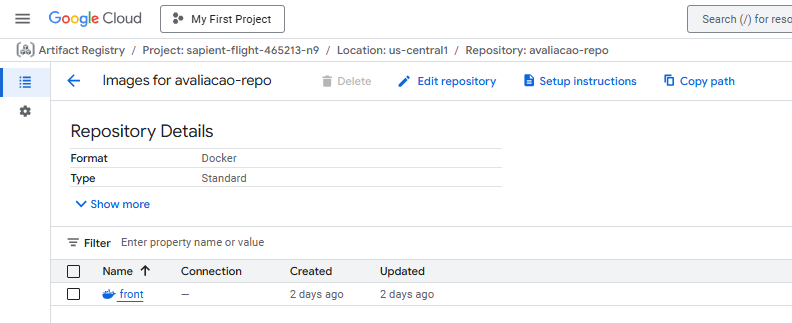 Google Cloud My First Project Search (/) for reso
Artifact Registry / Project: sapient-flight-465213-n9 / Location: us-central1 / Repository: avaliacao-repo
Images for avaliacao-repo Delete Edit repository Setup instructions Copy path
Repository Details
Format Docker
Type Standard
Show more
Filter Enter property name or value
Name Connection Created Updated
front — 2 days ago 2 days ago